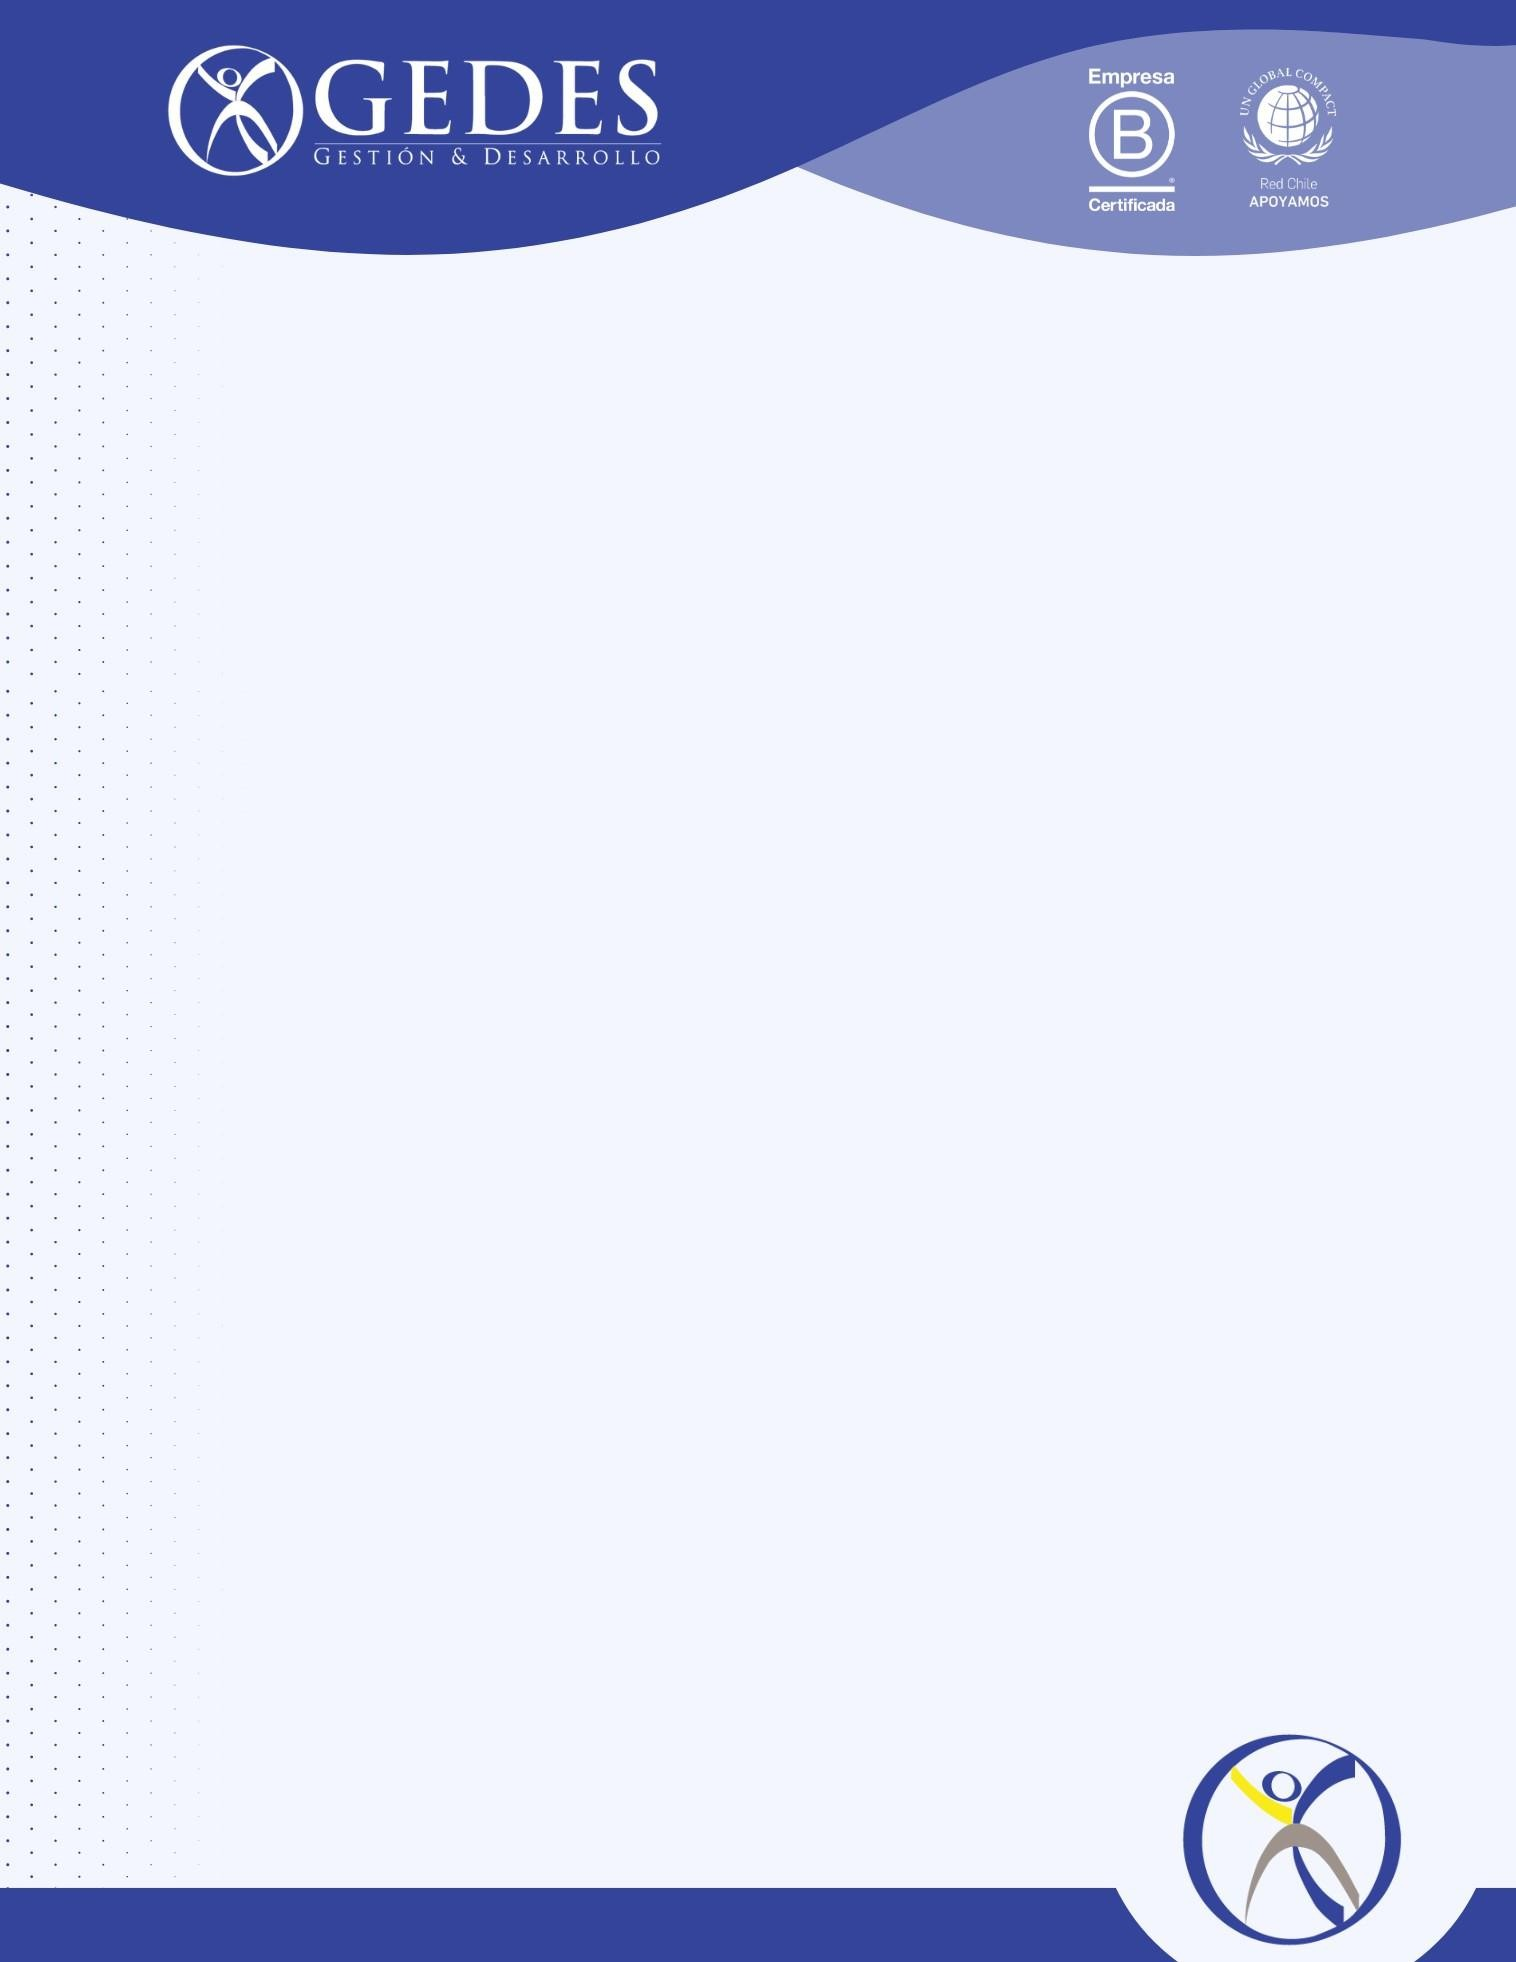 GEDES
GESTIÓN & DESARROLLO
Empresa
B
®
Certificada
UN GLOBAL COMPACT
Red Chile
APOYAMOS